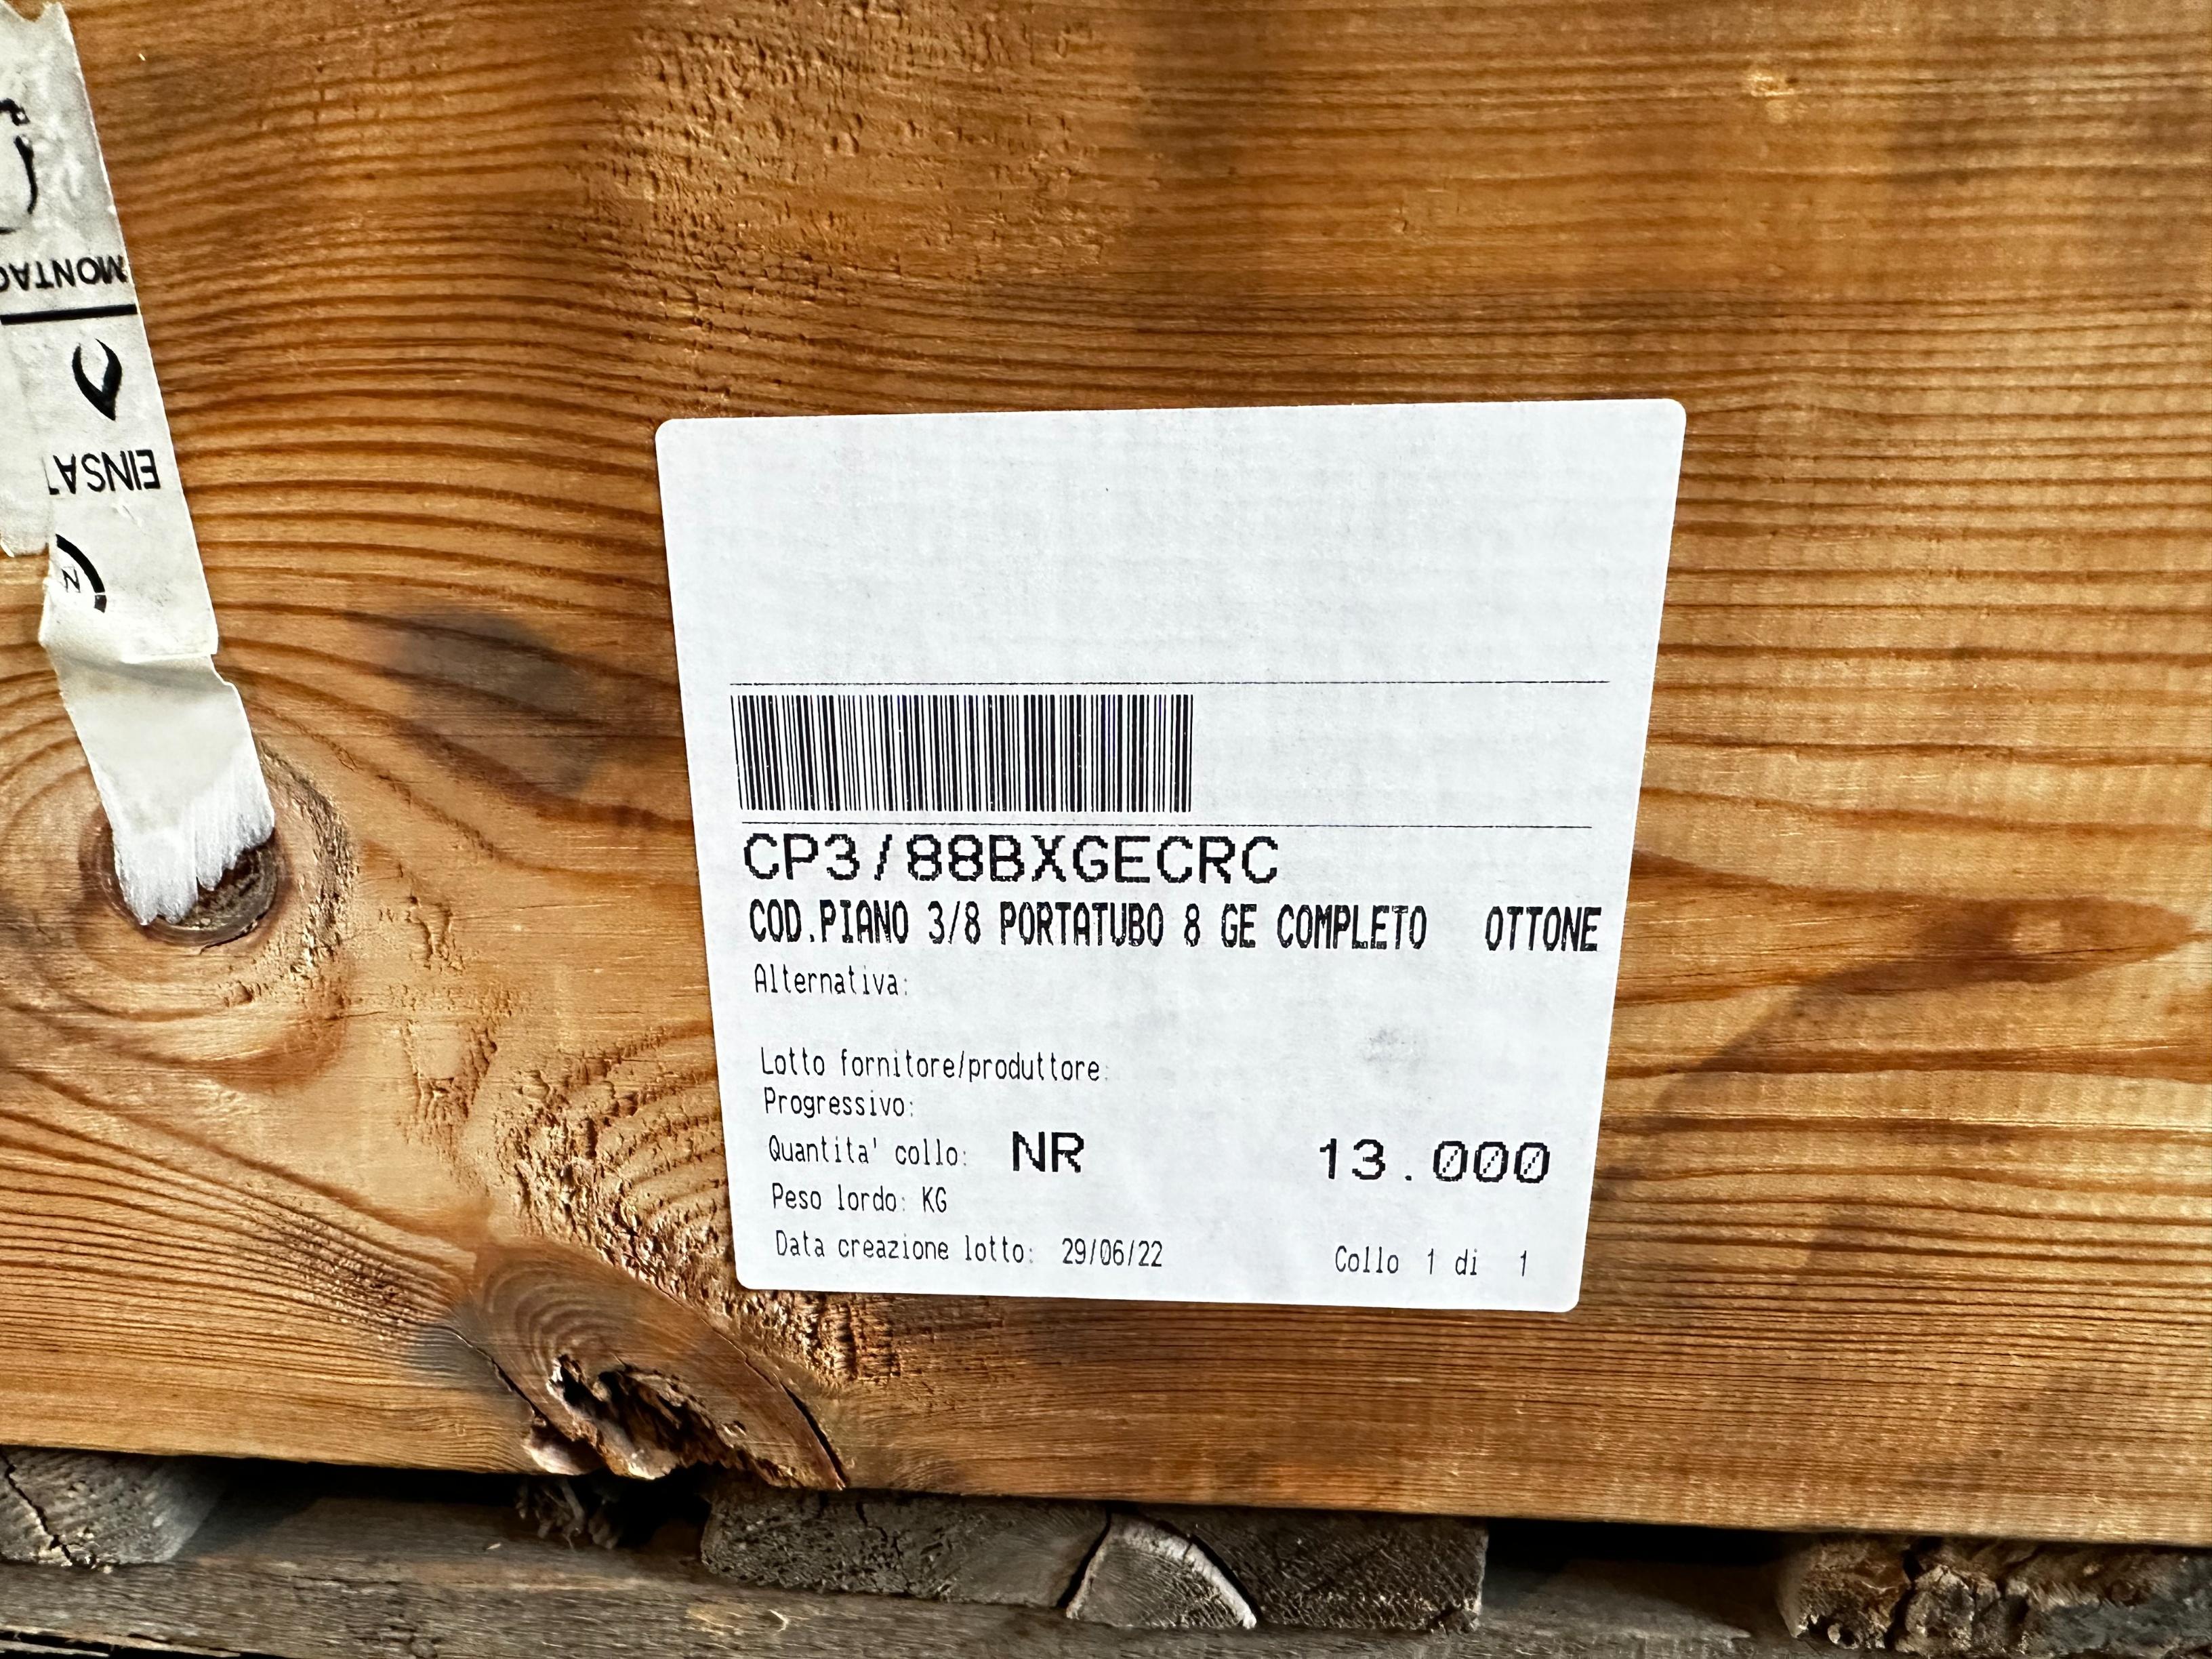 MONTAG
EINSAT
N
CP3/88BXGECRC
COD.PIANO 3/8 PORTATUBO 8 GE COMPLETO OTTONE
Alternativa:
Lotto fornitore/produttore:
Progressivo:
Quantita' collo: NR 13.000
Peso lordo: KG
Data creazione lotto: 29/06/22 Collo 1 di 1